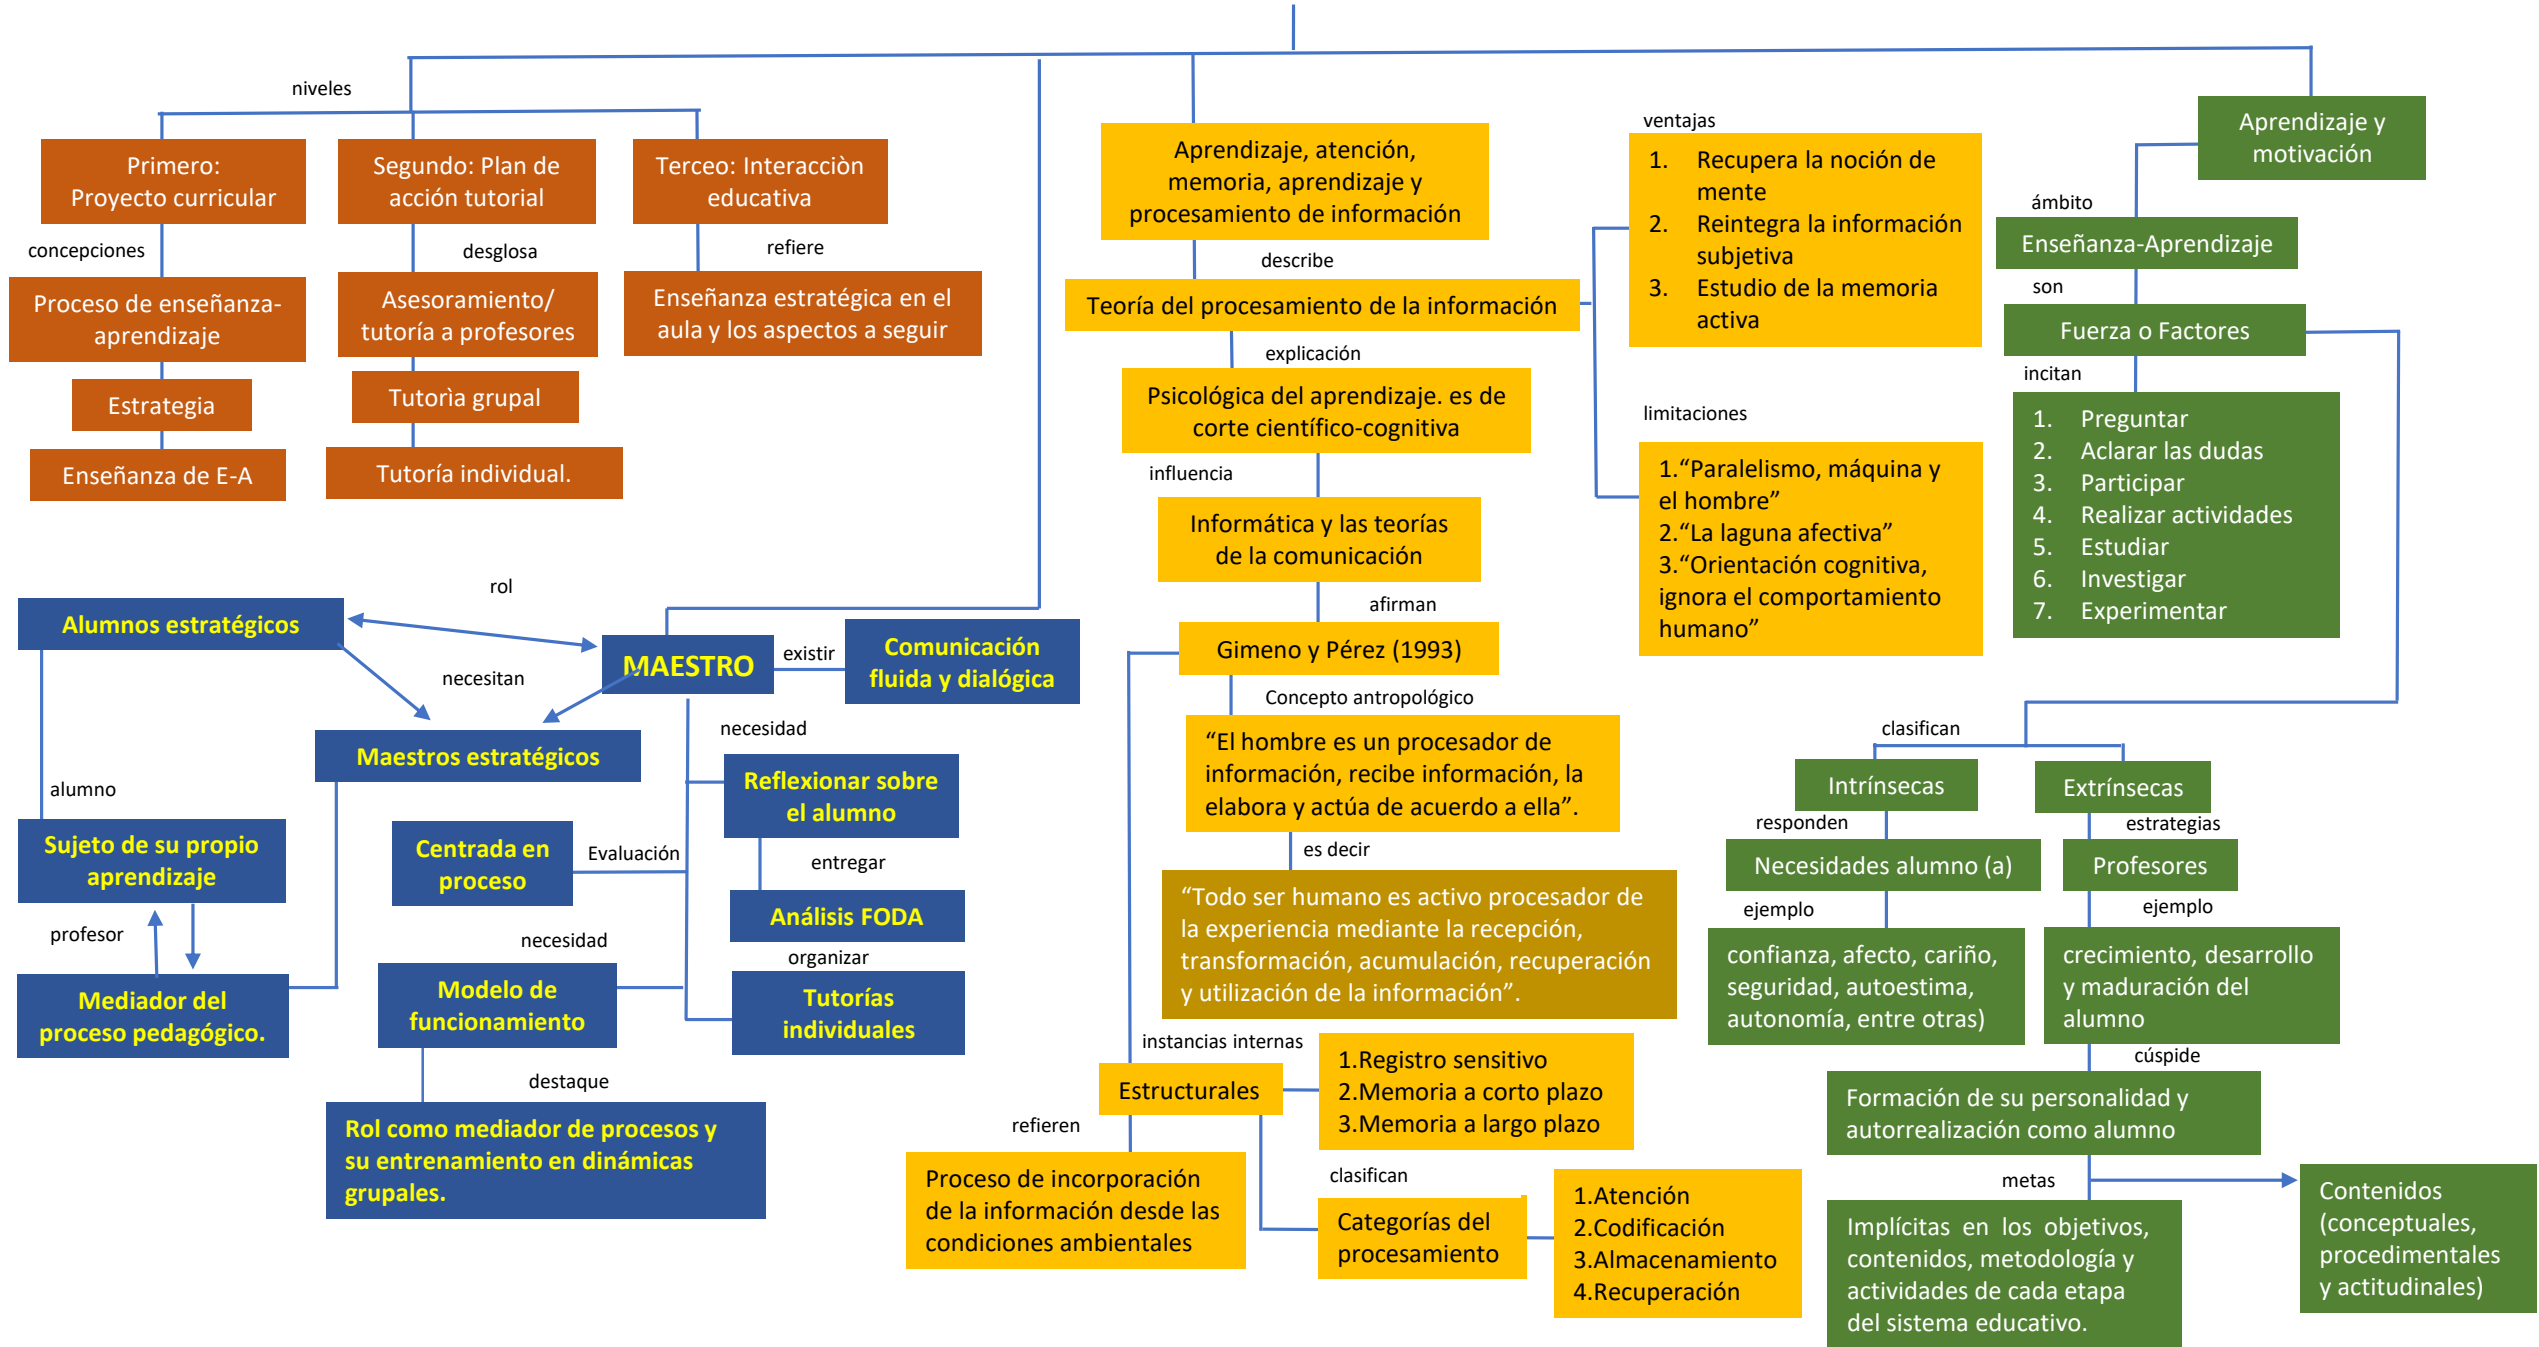 niveles
Primero:
Proyecto curricular
Segundo: Plan de
acción tutorial
Terceo: Interacciòn
educativa
concepciones
desglosa
refiere
Proceso de enseñanza-
aprendizaje
Asesoramiento/
tutoría a profesores
Enseñanza estratégica en el
aula y los aspectos a seguir
Estrategia
Tutorìa grupal
Enseñanza de E-A
Tutoría individual.
rol
Alumnos estratégicos
MAESTRO
existir
Comunicación
fluida y dialógica
necesitan
necesidad
Maestros estratégicos
alumno
Reflexionar sobre
el alumno
Sujeto de su propio
aprendizaje
Centrada en
proceso
Evaluación
entregar
Análisis FODA
profesor
necesidad
organizar
Mediador del
proceso pedagógico.
Modelo de
funcionamiento
Tutorías
individuales
destaque
Rol como mediador de procesos y
su entrenamiento en dinámicas
grupales.
Aprendizaje, atención,
memoria, aprendizaje y
procesamiento de información
describe
Teoría del procesamiento de la información
ventajas
1. Recupera la noción de
mente
2. Reintegra la información
subjetiva
3. Estudio de la memoria
activa
limitaciones
1.“Paralelismo, máquina y
el hombre”
2.“La laguna afectiva”
3.“Orientación cognitiva,
ignora el comportamiento
humano”
explicación
Psicológica del aprendizaje. es de
corte científico-cognitiva
influencia
Informática y las teorías
de la comunicación
afirman
Gimeno y Pérez (1993)
Concepto antropológico
“El hombre es un procesador de
información, recibe información, la
elabora y actúa de acuerdo a ella”.
es decir
“Todo ser humano es activo procesador de
la experiencia mediante la recepción,
transformación, acumulación, recuperación
y utilización de la información”.
instancias internas
Estructurales
1.Registro sensitivo
2.Memoria a corto plazo
3.Memoria a largo plazo
refieren
Proceso de incorporación
de la información desde las
condiciones ambientales
clasifican
Categorías del
procesamiento
1.Atención
2.Codificación
3.Almacenamiento
4.Recuperación
Aprendizaje y
motivación
ámbito
Enseñanza-Aprendizaje
son
Fuerza o Factores
incitan
1. Preguntar
2. Aclarar las dudas
3. Participar
4. Realizar actividades
5. Estudiar
6. Investigar
7. Experimentar
clasifican
Intrínsecas
Extrínsecas
responden
estrategias
Necesidades alumno (a)
Profesores
ejemplo
ejemplo
confianza, afecto, cariño,
seguridad, autoestima,
autonomía, entre otras)
crecimiento, desarrollo
y maduración del
alumno
cúspide
Formación de su personalidad y
autorrealización como alumno
metas
Implícitas en los objetivos,
contenidos, metodología y
actividades de cada etapa
del sistema educativo.
Contenidos
(conceptuales,
procedimentales
y actitudinales)